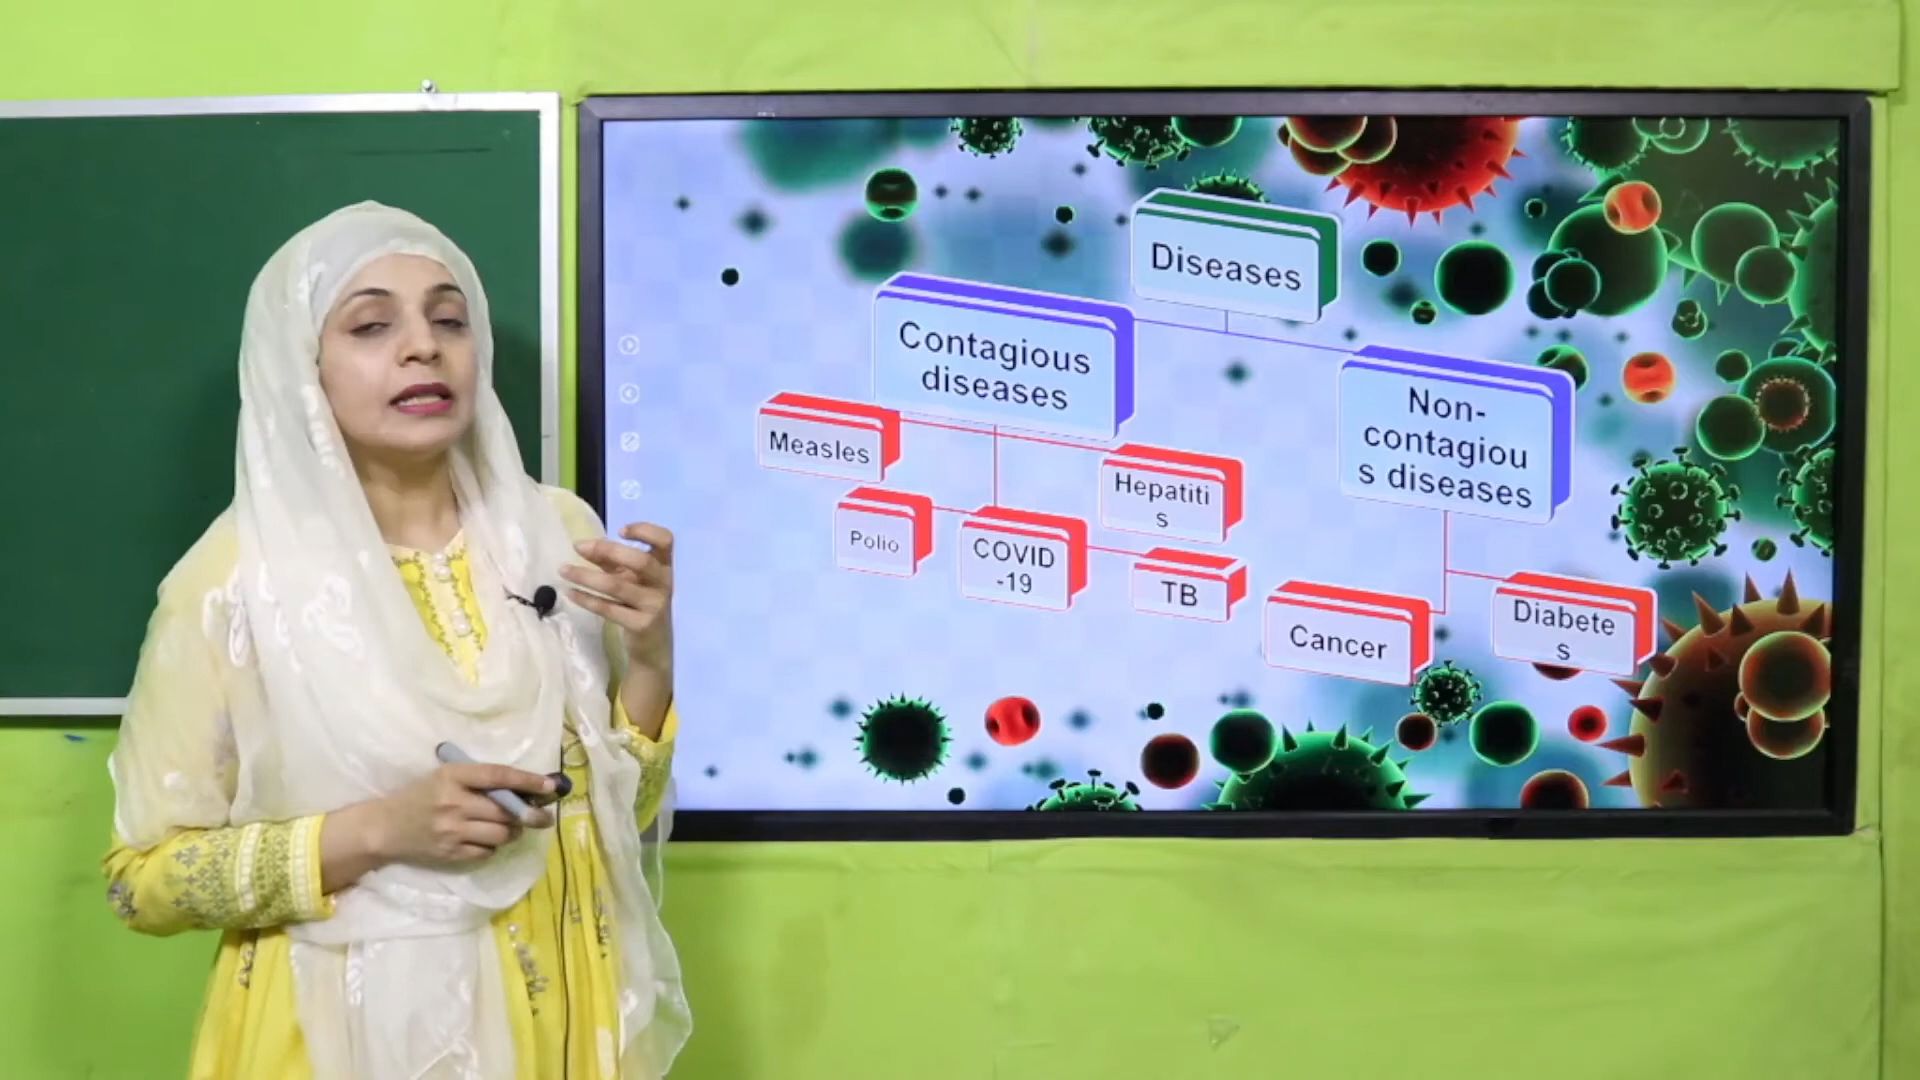 Diseases
Contagious
diseases
Non-
contagiou
s diseases
Measles
Hepatiti
s
Polio
COVID
-19
TB
Cancer
Diabete
s